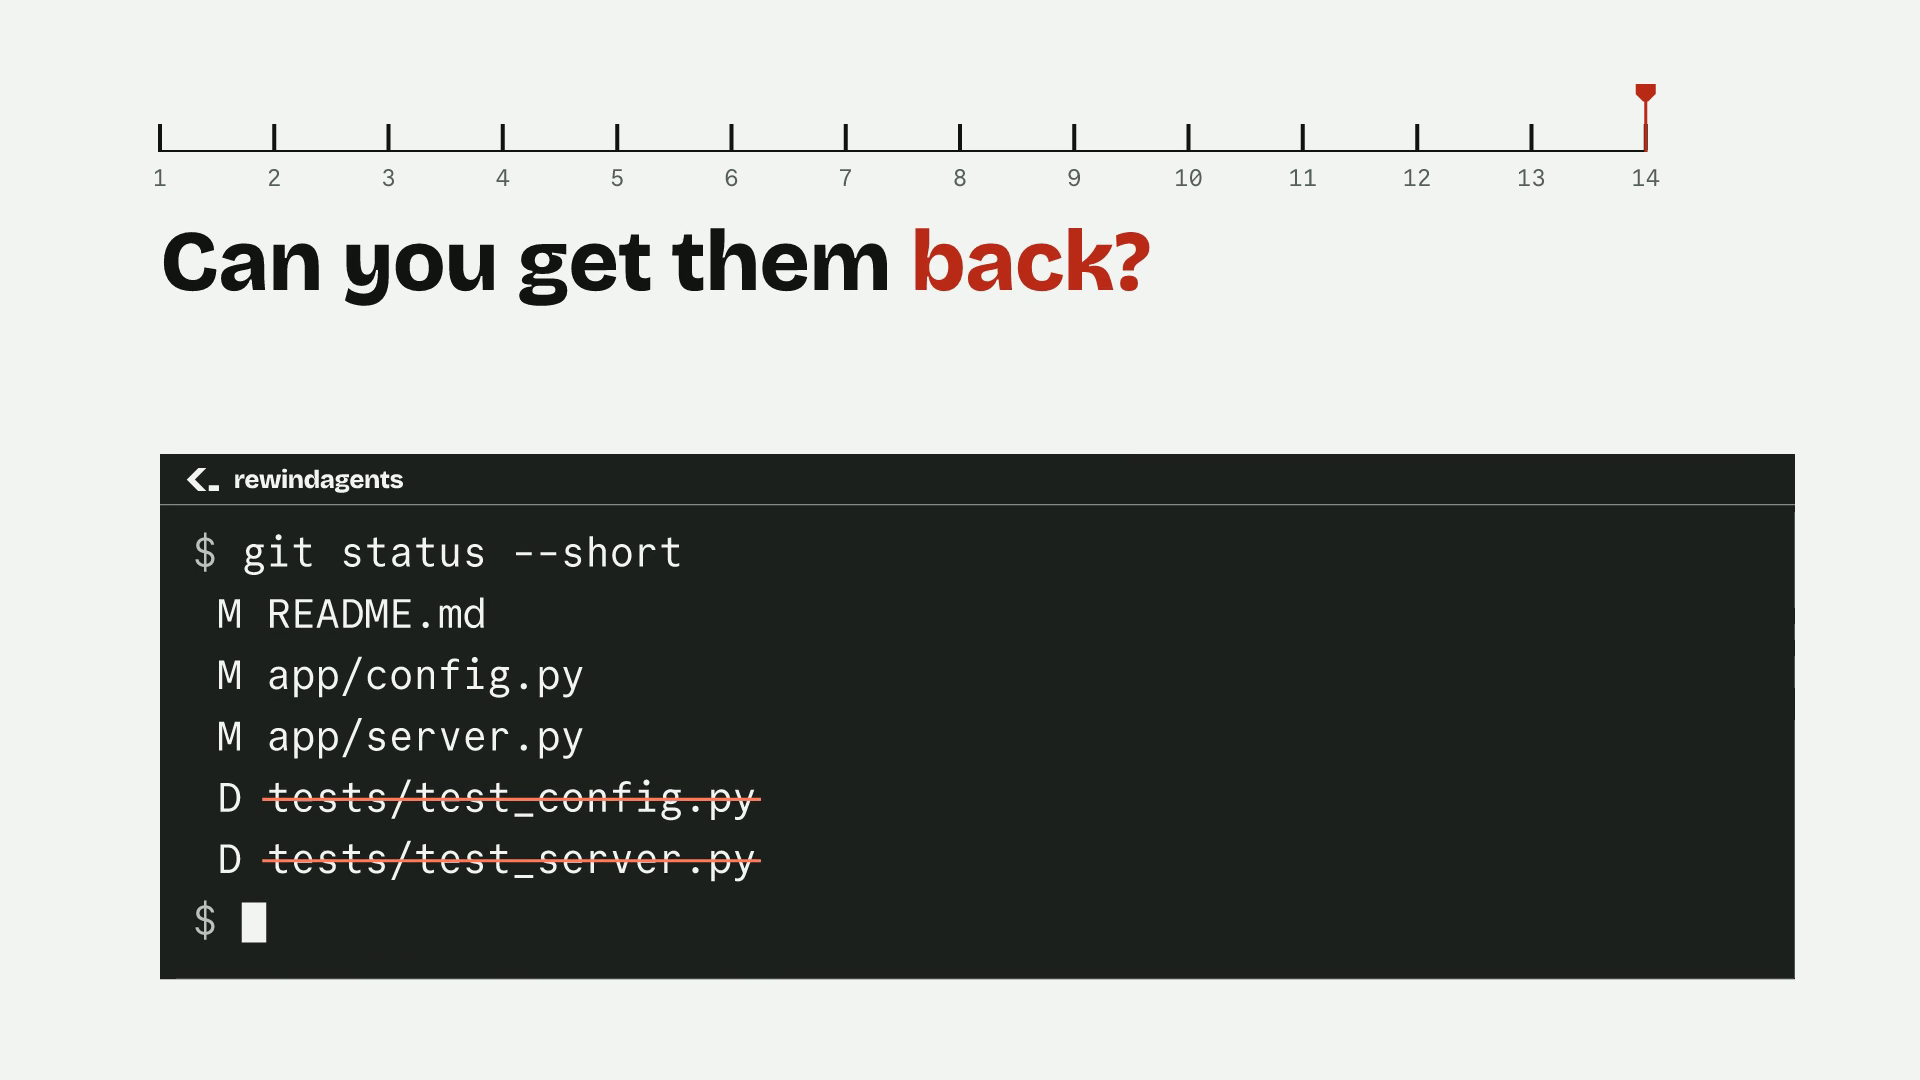 1 2 3 4 5 6 7 8 9 10 11 12 13 14
Can you get them back?
rewindagents
$ git status --short
M README.md
M app/config.py
M app/server.py
D tests/test_config.py
D tests/test_server.py
$